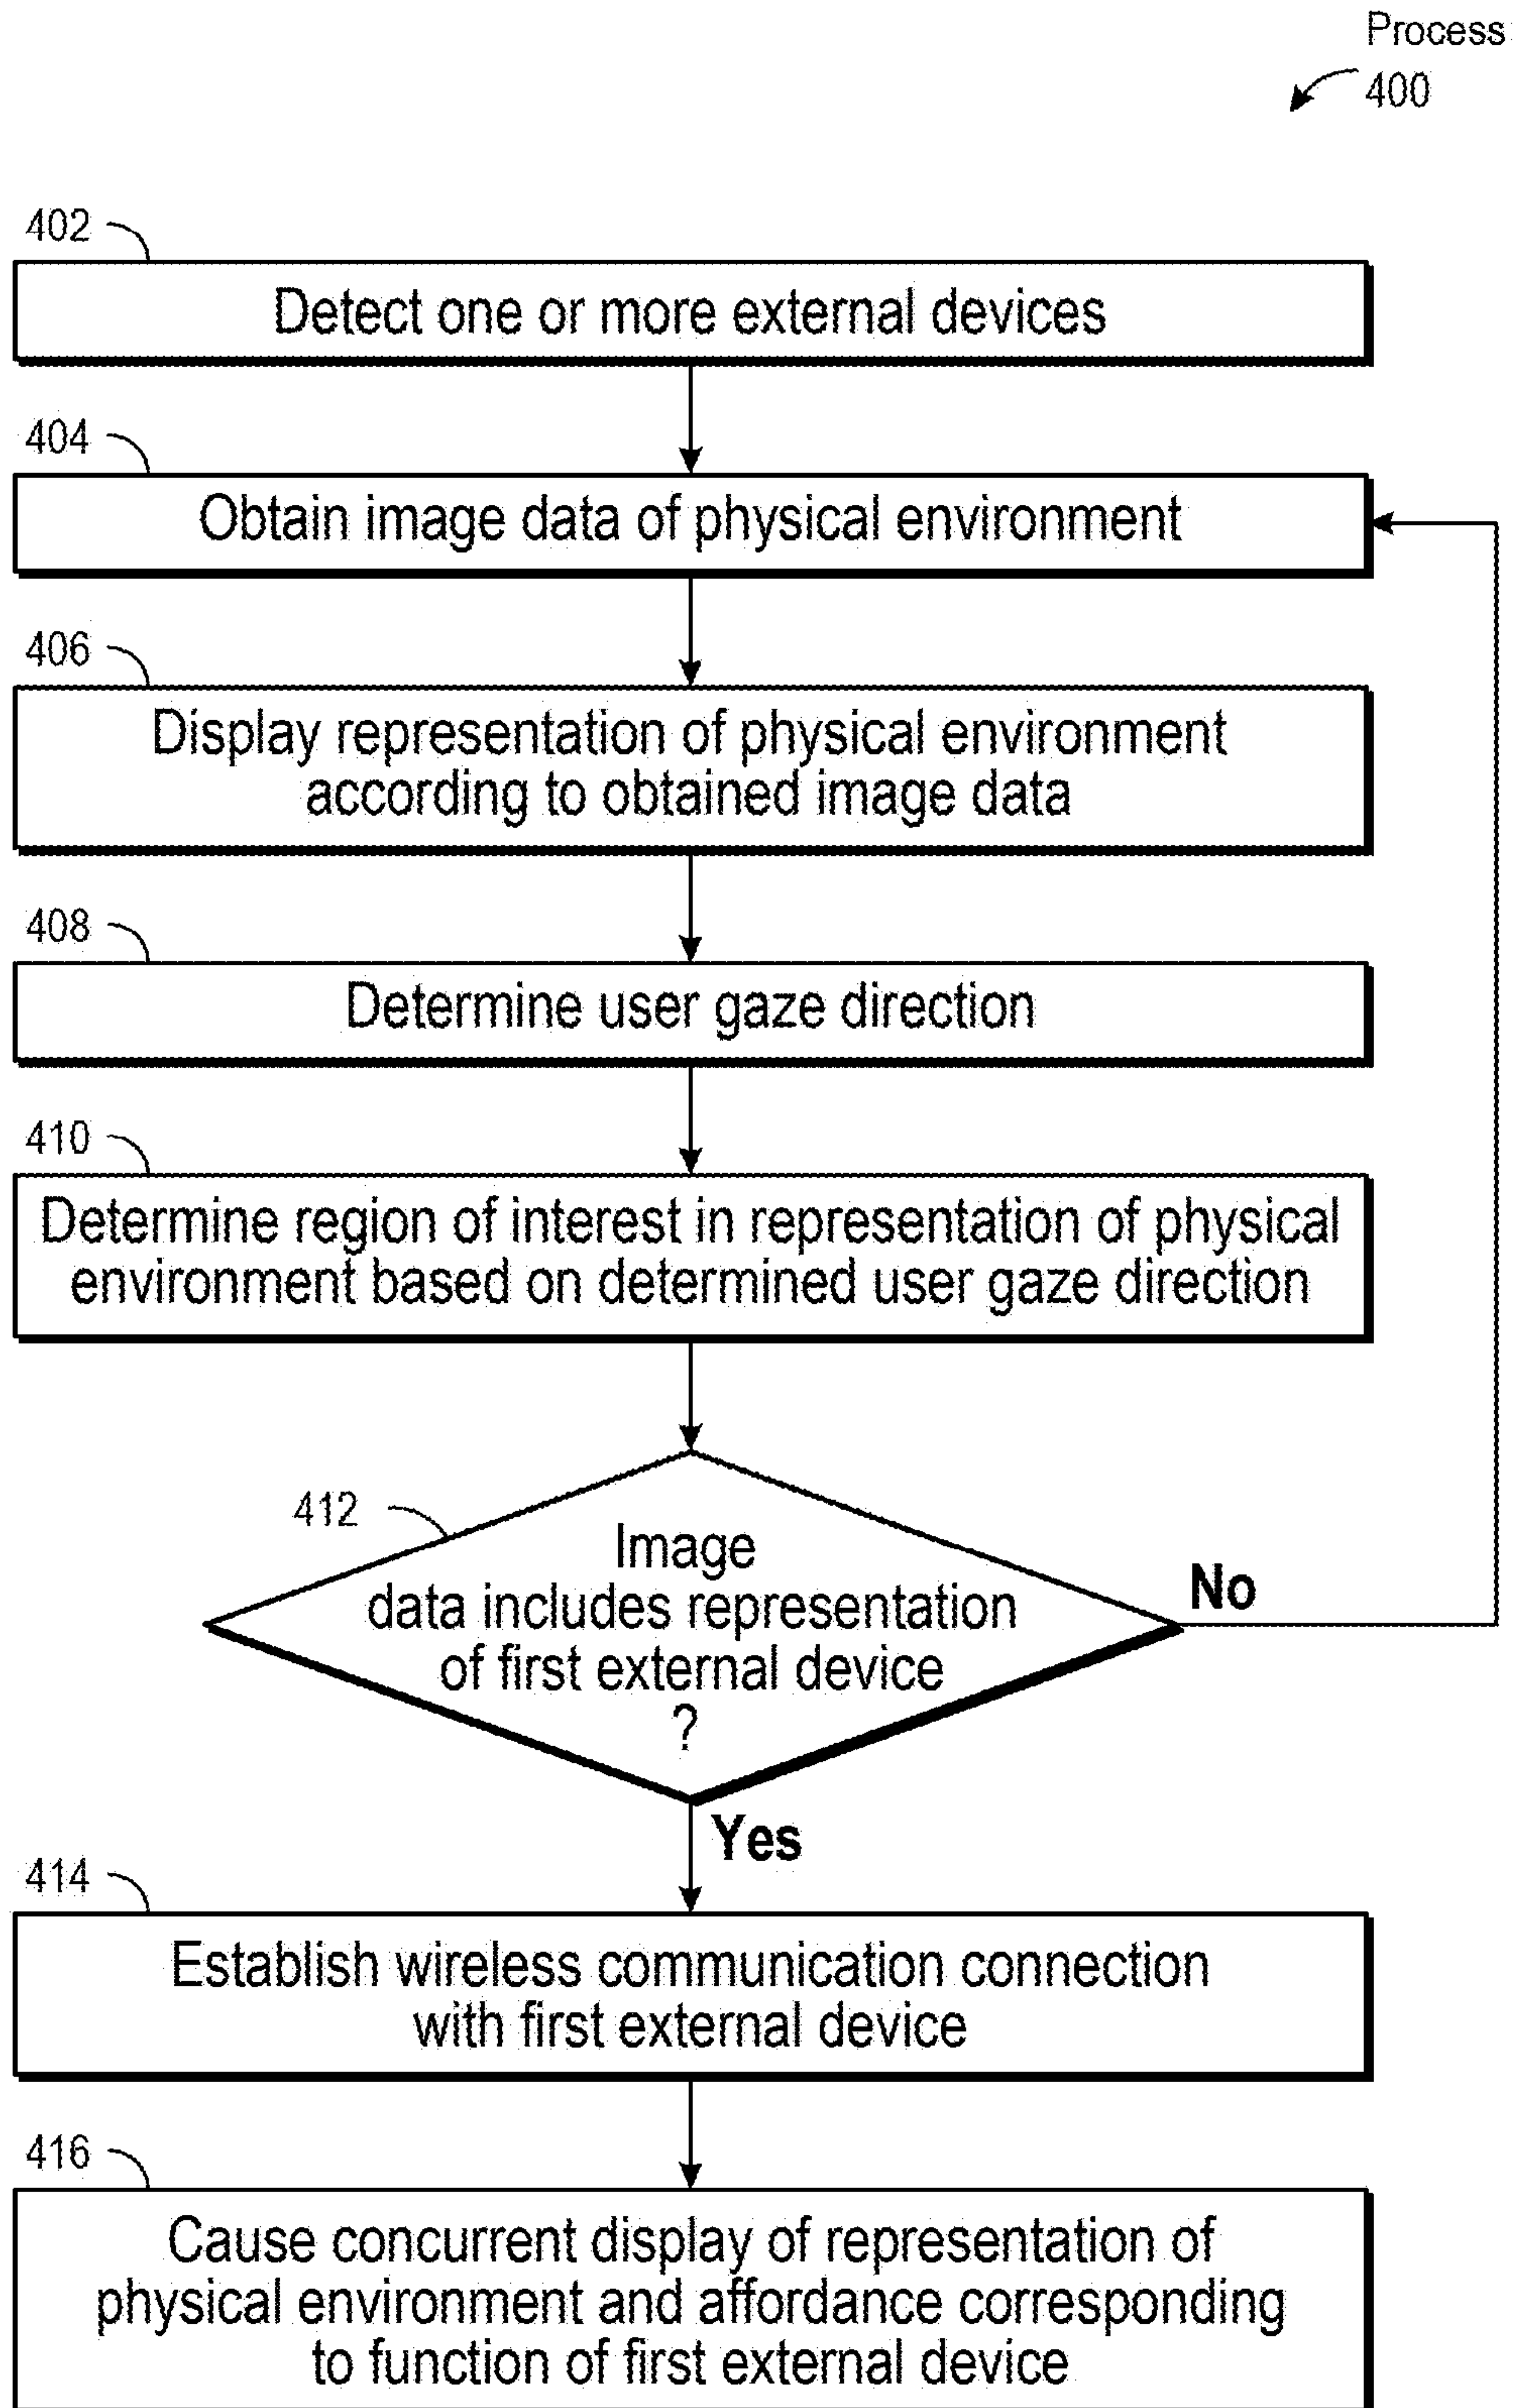 Process
400
402
Detect one or more external devices
404
Obtain image data of physical environment
406
Display representation of physical environment
according to obtained image data
408
Determine user gaze direction
410
Determine region of interest in representation of physical
environment based on determined user gaze direction
412
Image
data includes representation
of first external device
?
No
Yes
414
Establish wireless communication connection
with first external device
416
Cause concurrent display of representation of
physical environment and affordance corresponding
to function of first external device